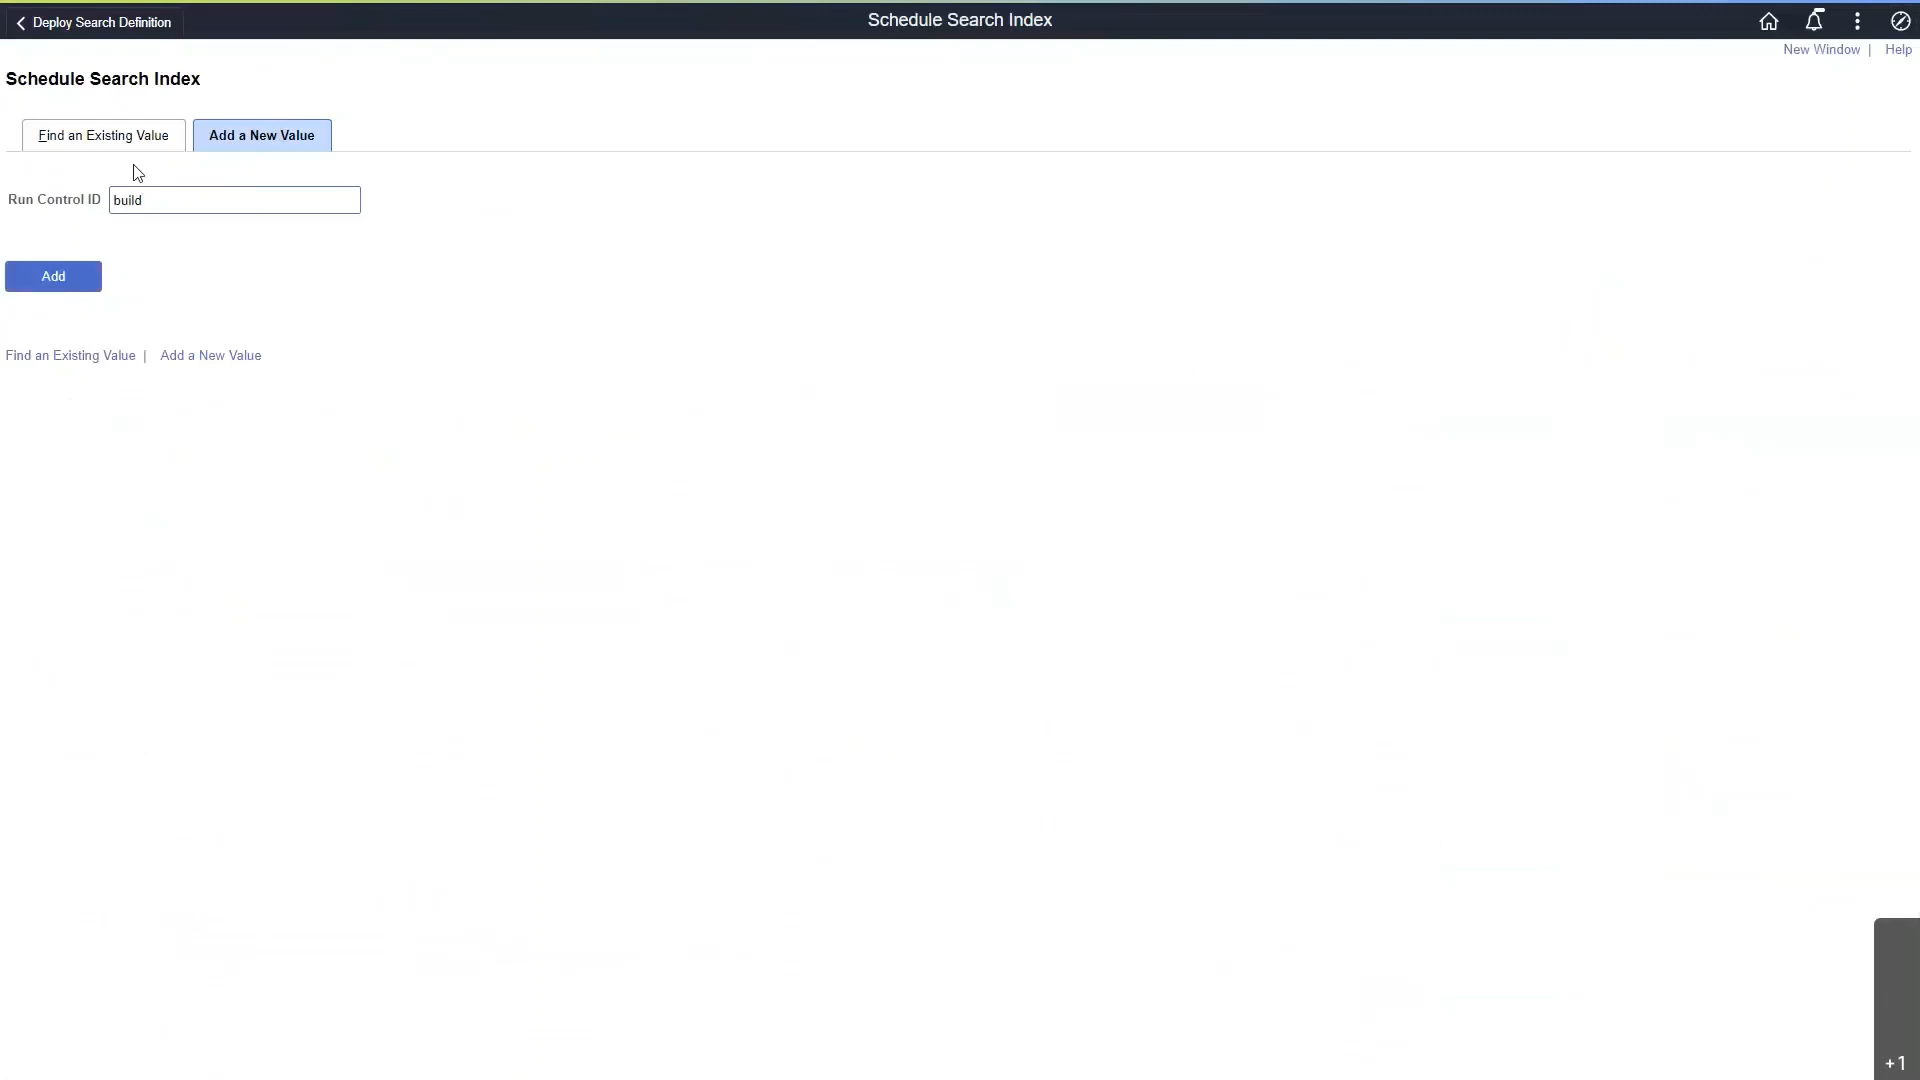 Deploy Search Definition
Schedule Search Index
New Window | Help
Schedule Search Index
Find an Existing Value
Add a New Value
Run Control ID build
Add
Find an Existing Value | Add a New Value
+1